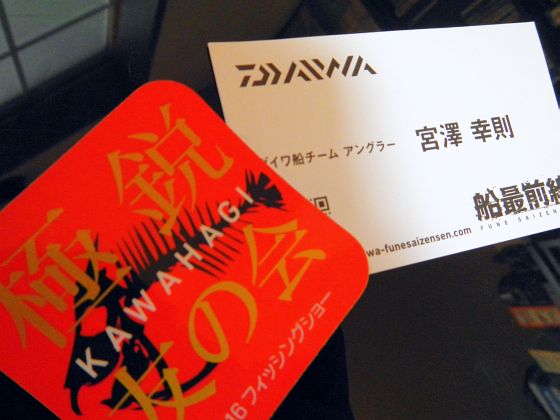 DAIWA
ダイワ船チーム アングラー
宮澤 幸則
船最前線
FUNE SAIZEN
wa-funesaizensen.com
極鋭
KAWAHAGI
友の会
16 フィッシングショー